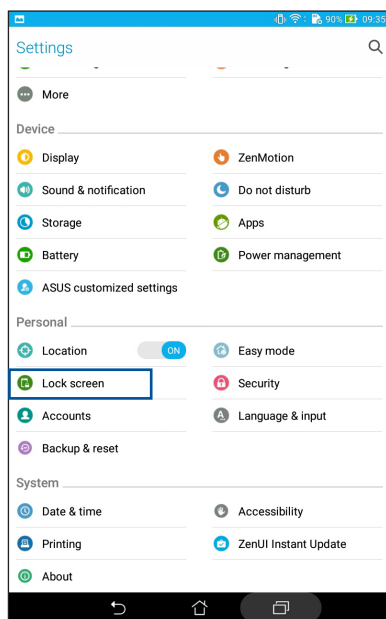 90% 09:35
Settings
More
Device
Display ZenMotion
Sound & notification Do not disturb
Storage Apps
Battery Power management
ASUS customized settings
Personal
Location ON Easy mode
Lock screen Security
Accounts Language & input
Backup & reset
System
Date & time Accessibility
Printing ZenUI Instant Update
About